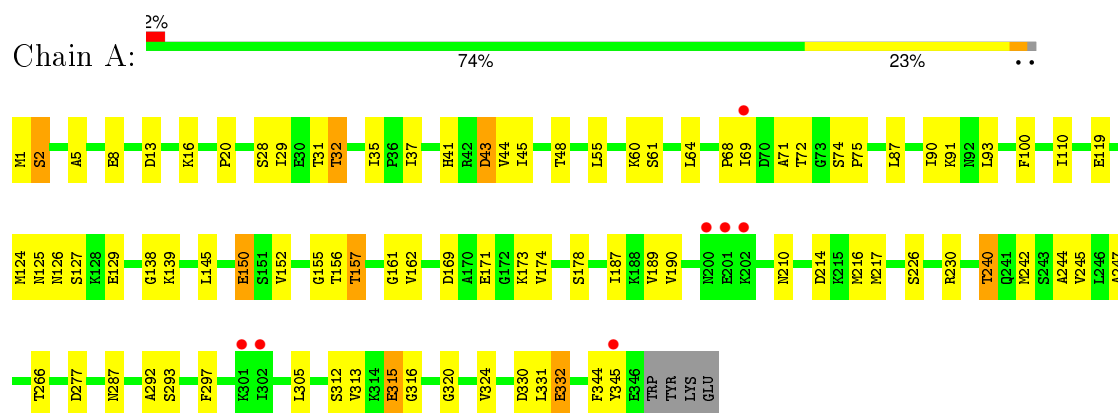 2%
Chain A:
74% 23% • •
M1 S2 A5 E8 D13 K16 P20 S28 I29 E30 T31 T32 I35 P36 I37 H41 R42 D43 V44 I45 T48 L55 K60 S61 L64 P68 I69 D70 A71 T72 G73 S74 P75 L87 I90 K91 N92 L93 F100 I110 E119
M124 N125 N126 S127 K128 E129 G138 K139 L145 E150 S151 V152 G155 T156 T157 G161 V162 D169 A170 E171 G172 K173 V174 S178 I187 K188 V189 V190 N200 E201 K202 N210 D214 K215 M216 M217 S226 R230 T240 Q241 M242 S243 A244 V245 L246 A247
T266 D277 N287 A292 S293 F297 K301 I302 L305 S312 V313 K314 E315 G316 G320 V324 D330 L331 E332 F344 Y345 E346 TRP TYR LYS GLU